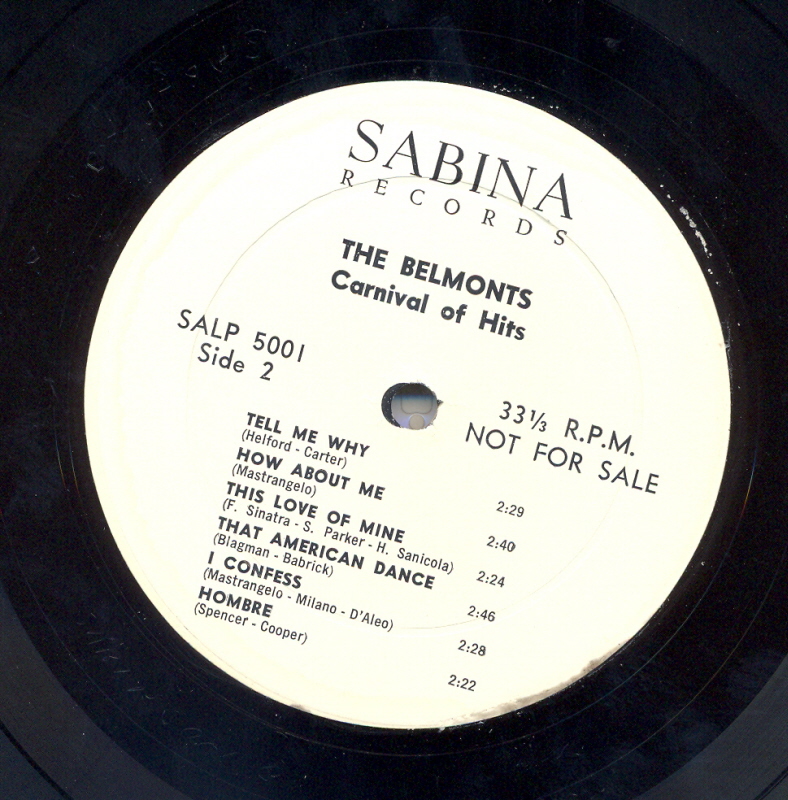 SABINA
RECORDS
THE BELMONTS
Carnival of Hits
SALP 5001
Side 2
33⅓ R.P.M.
NOT FOR SALE
TELL ME WHY
(Helford - Carter) 2:29
HOW ABOUT ME
(Mastrangelo) 2:40
THIS LOVE OF MINE
(F. Sinatra - S. Parker - H. Sanicola) 2:24
THAT AMERICAN DANCE
(Blagman - Babrick) 2:46
I CONFESS
(Mastrangelo - Milano - D'Aleo) 2:28
HOMBRE
(Spencer - Cooper) 2:22